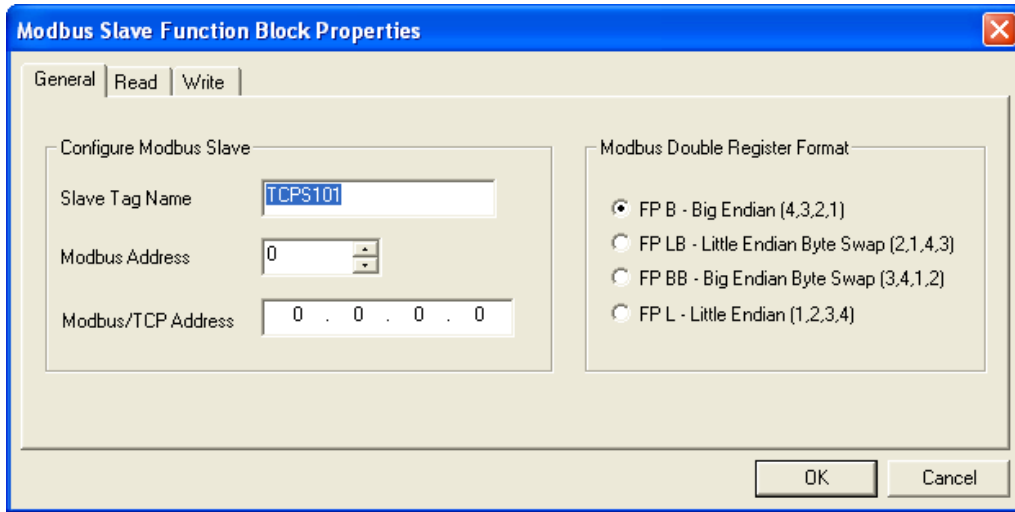 Modbus Slave Function Block Properties
General Read Write
Configure Modbus Slave
Slave Tag Name TCPS101
Modbus Address 0
Modbus/TCP Address 0 . 0 . 0 . 0
Modbus Double Register Format
FP B - Big Endian (4,3,2,1)
FP LB - Little Endian Byte Swap (2,1,4,3)
FP BB - Big Endian Byte Swap (3,4,1,2)
FP L - Little Endian (1,2,3,4)
OK Cancel